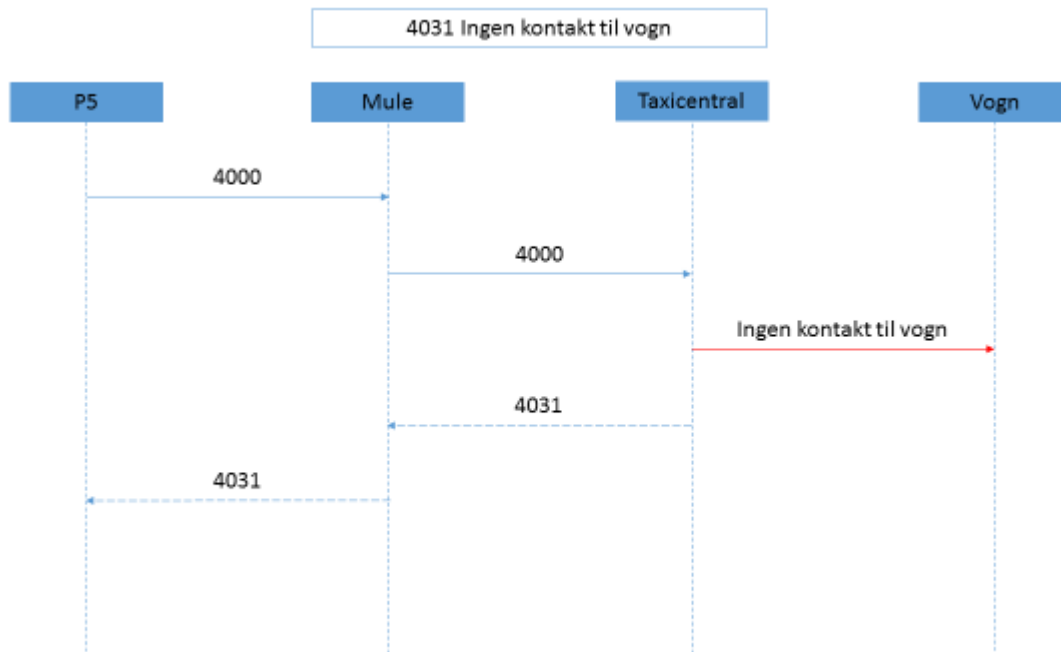 4031 Ingen kontakt til vogn
P5
Mule
Taxicentral
Vogn
4000
4000
Ingen kontakt til vogn
4031
4031